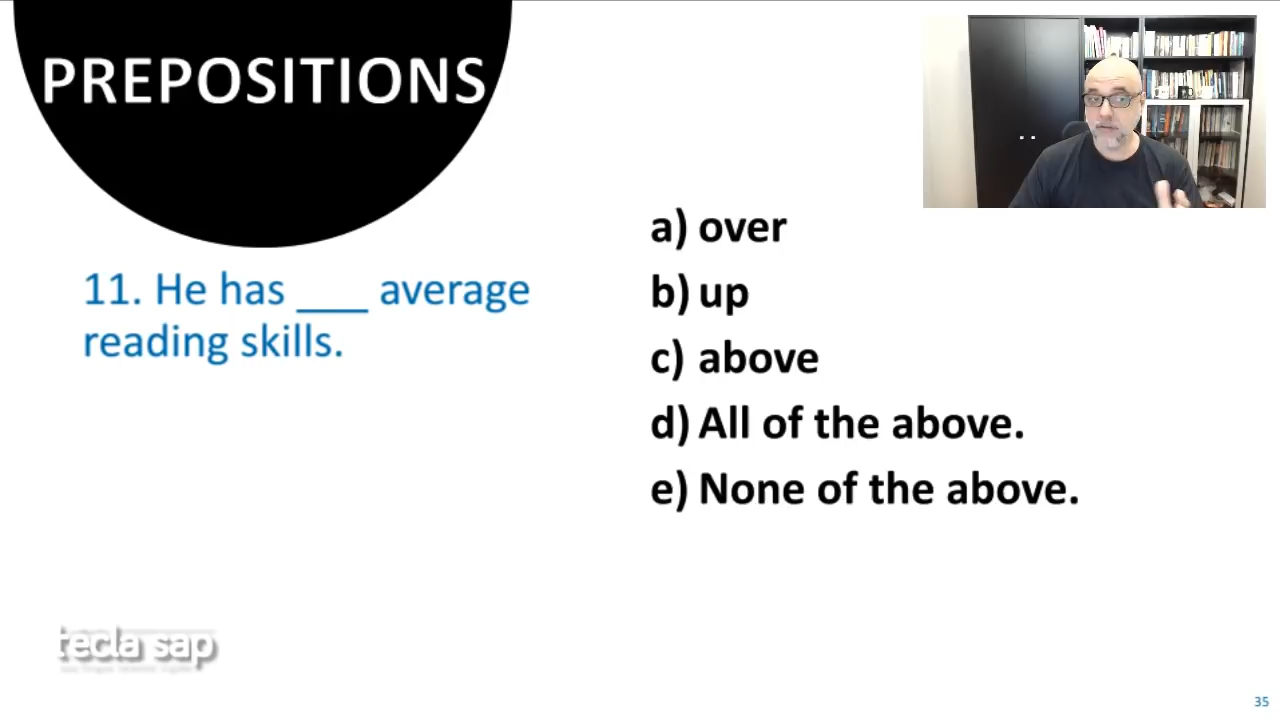 PREPOSITIONS
11. He has ___ average
reading skills.
a) over
b) up
c) above
d) All of the above.
e) None of the above.
tecla sap
35